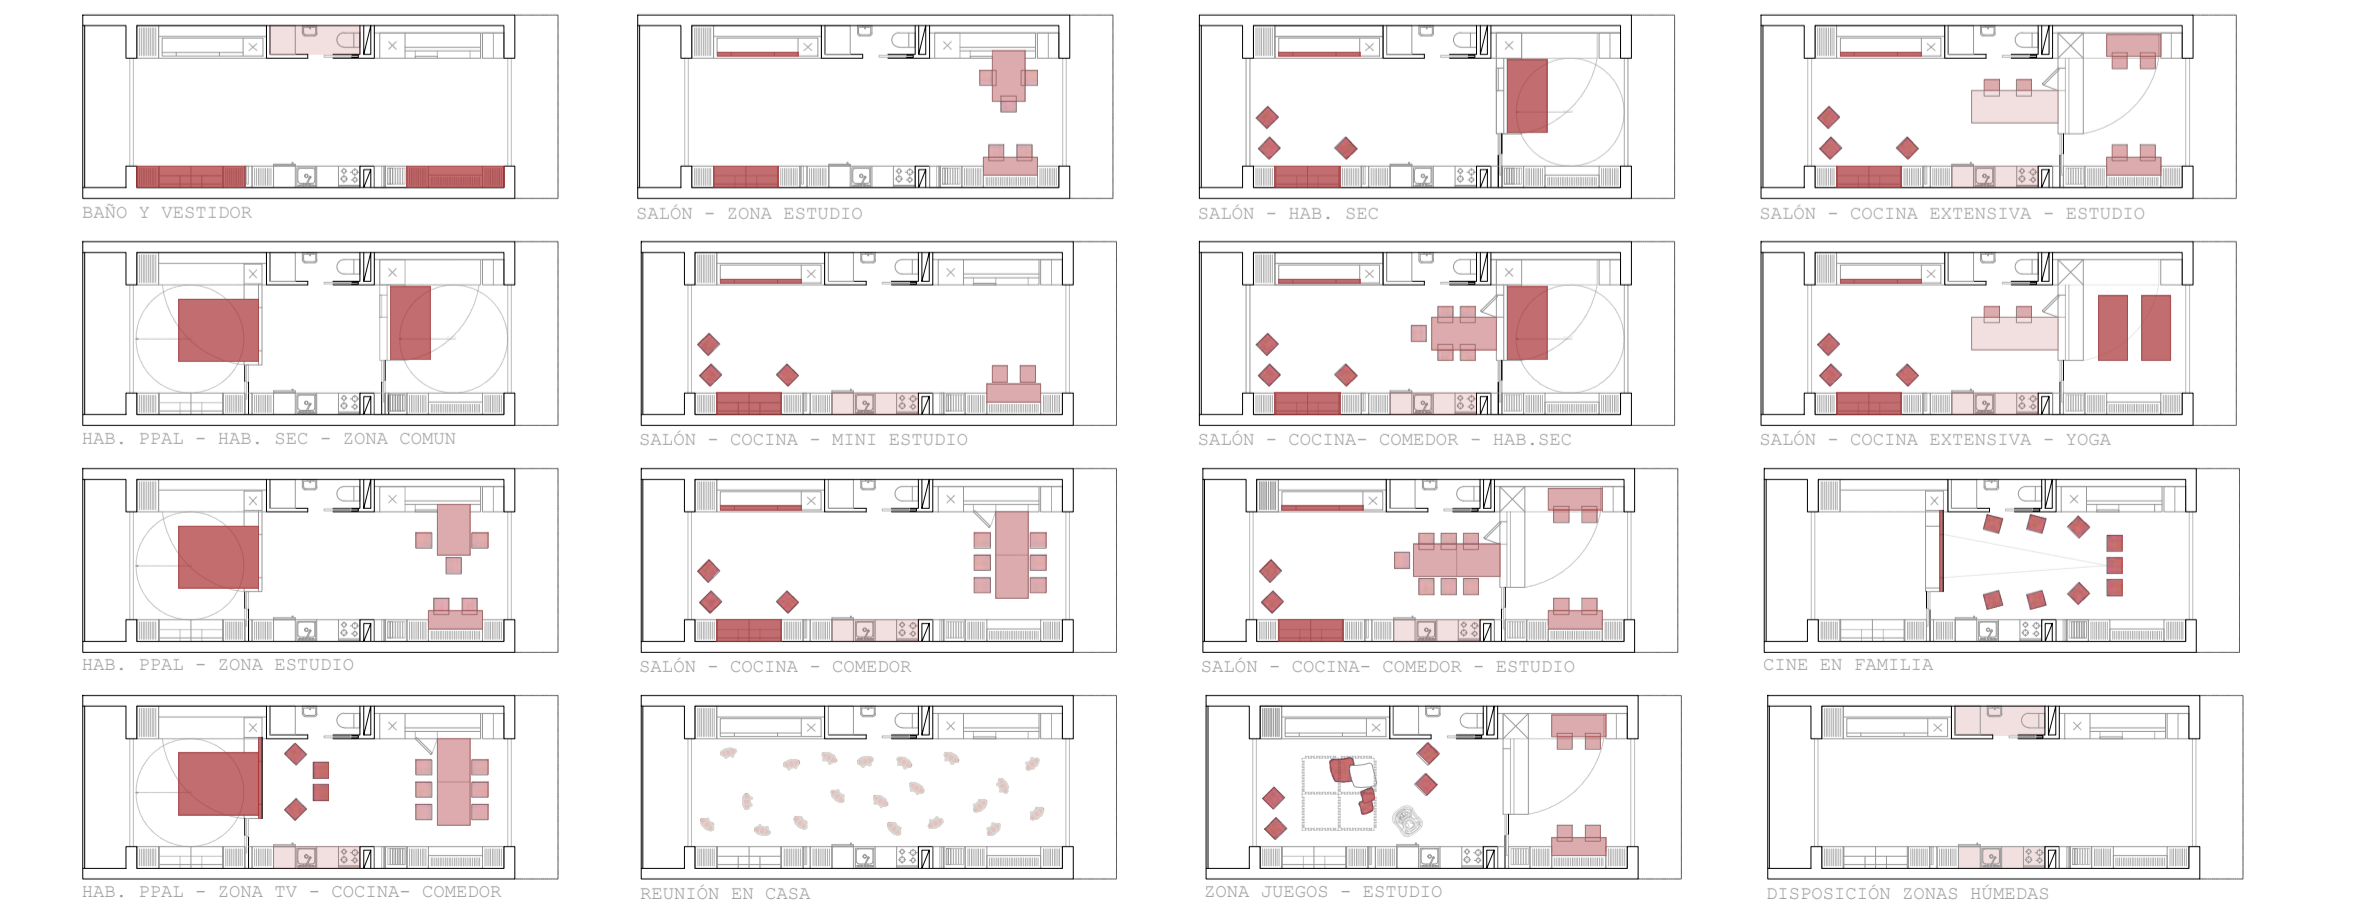 BAÑO Y VESTIDOR
SALÓN - ZONA ESTUDIO
SALÓN - HAB. SEC
SALÓN - COCINA EXTENSIVA - ESTUDIO
HAB. PPAL - HAB. SEC - ZONA COMUN
SALÓN - COCINA - MINI ESTUDIO
SALÓN - COCINA- COMEDOR - HAB.SEC
SALÓN - COCINA EXTENSIVA - YOGA
HAB. PPAL - ZONA ESTUDIO
SALÓN - COCINA - COMEDOR
SALÓN - COCINA- COMEDOR - ESTUDIO
CINE EN FAMILIA
HAB. PPAL - ZONA TV - COCINA- COMEDOR
REUNIÓN EN CASA
ZONA JUEGOS - ESTUDIO
DISPOSICIÓN ZONAS HÚMEDAS